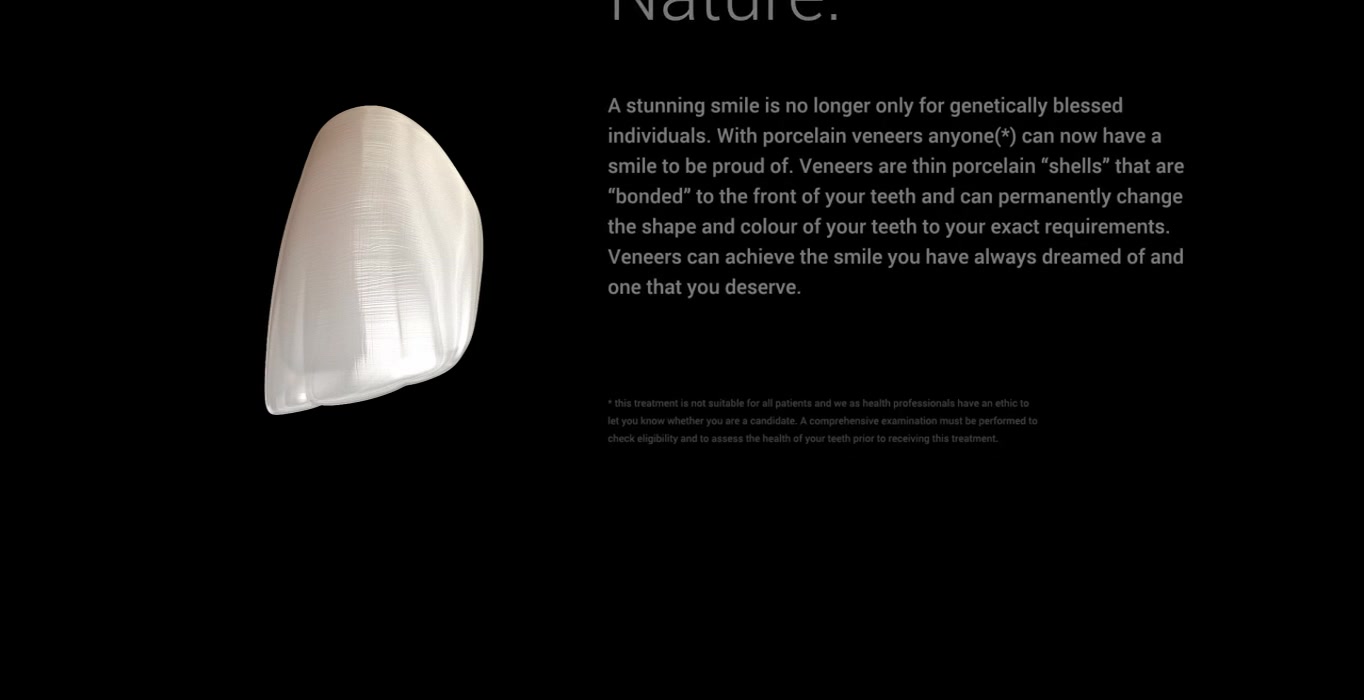 Nature.
A stunning smile is no longer only for genetically blessed
individuals. With porcelain veneers anyone(*) can now have a
smile to be proud of. Veneers are thin porcelain “shells” that are
“bonded” to the front of your teeth and can permanently change
the shape and colour of your teeth to your exact requirements.
Veneers can achieve the smile you have always dreamed of and
one that you deserve.
* this treatment is not suitable for all patients and we as health professionals have an ethic to
let you know whether you are a candidate. A comprehensive examination must be performed to
check eligibility and to assess the health of your teeth prior to receiving this treatment.